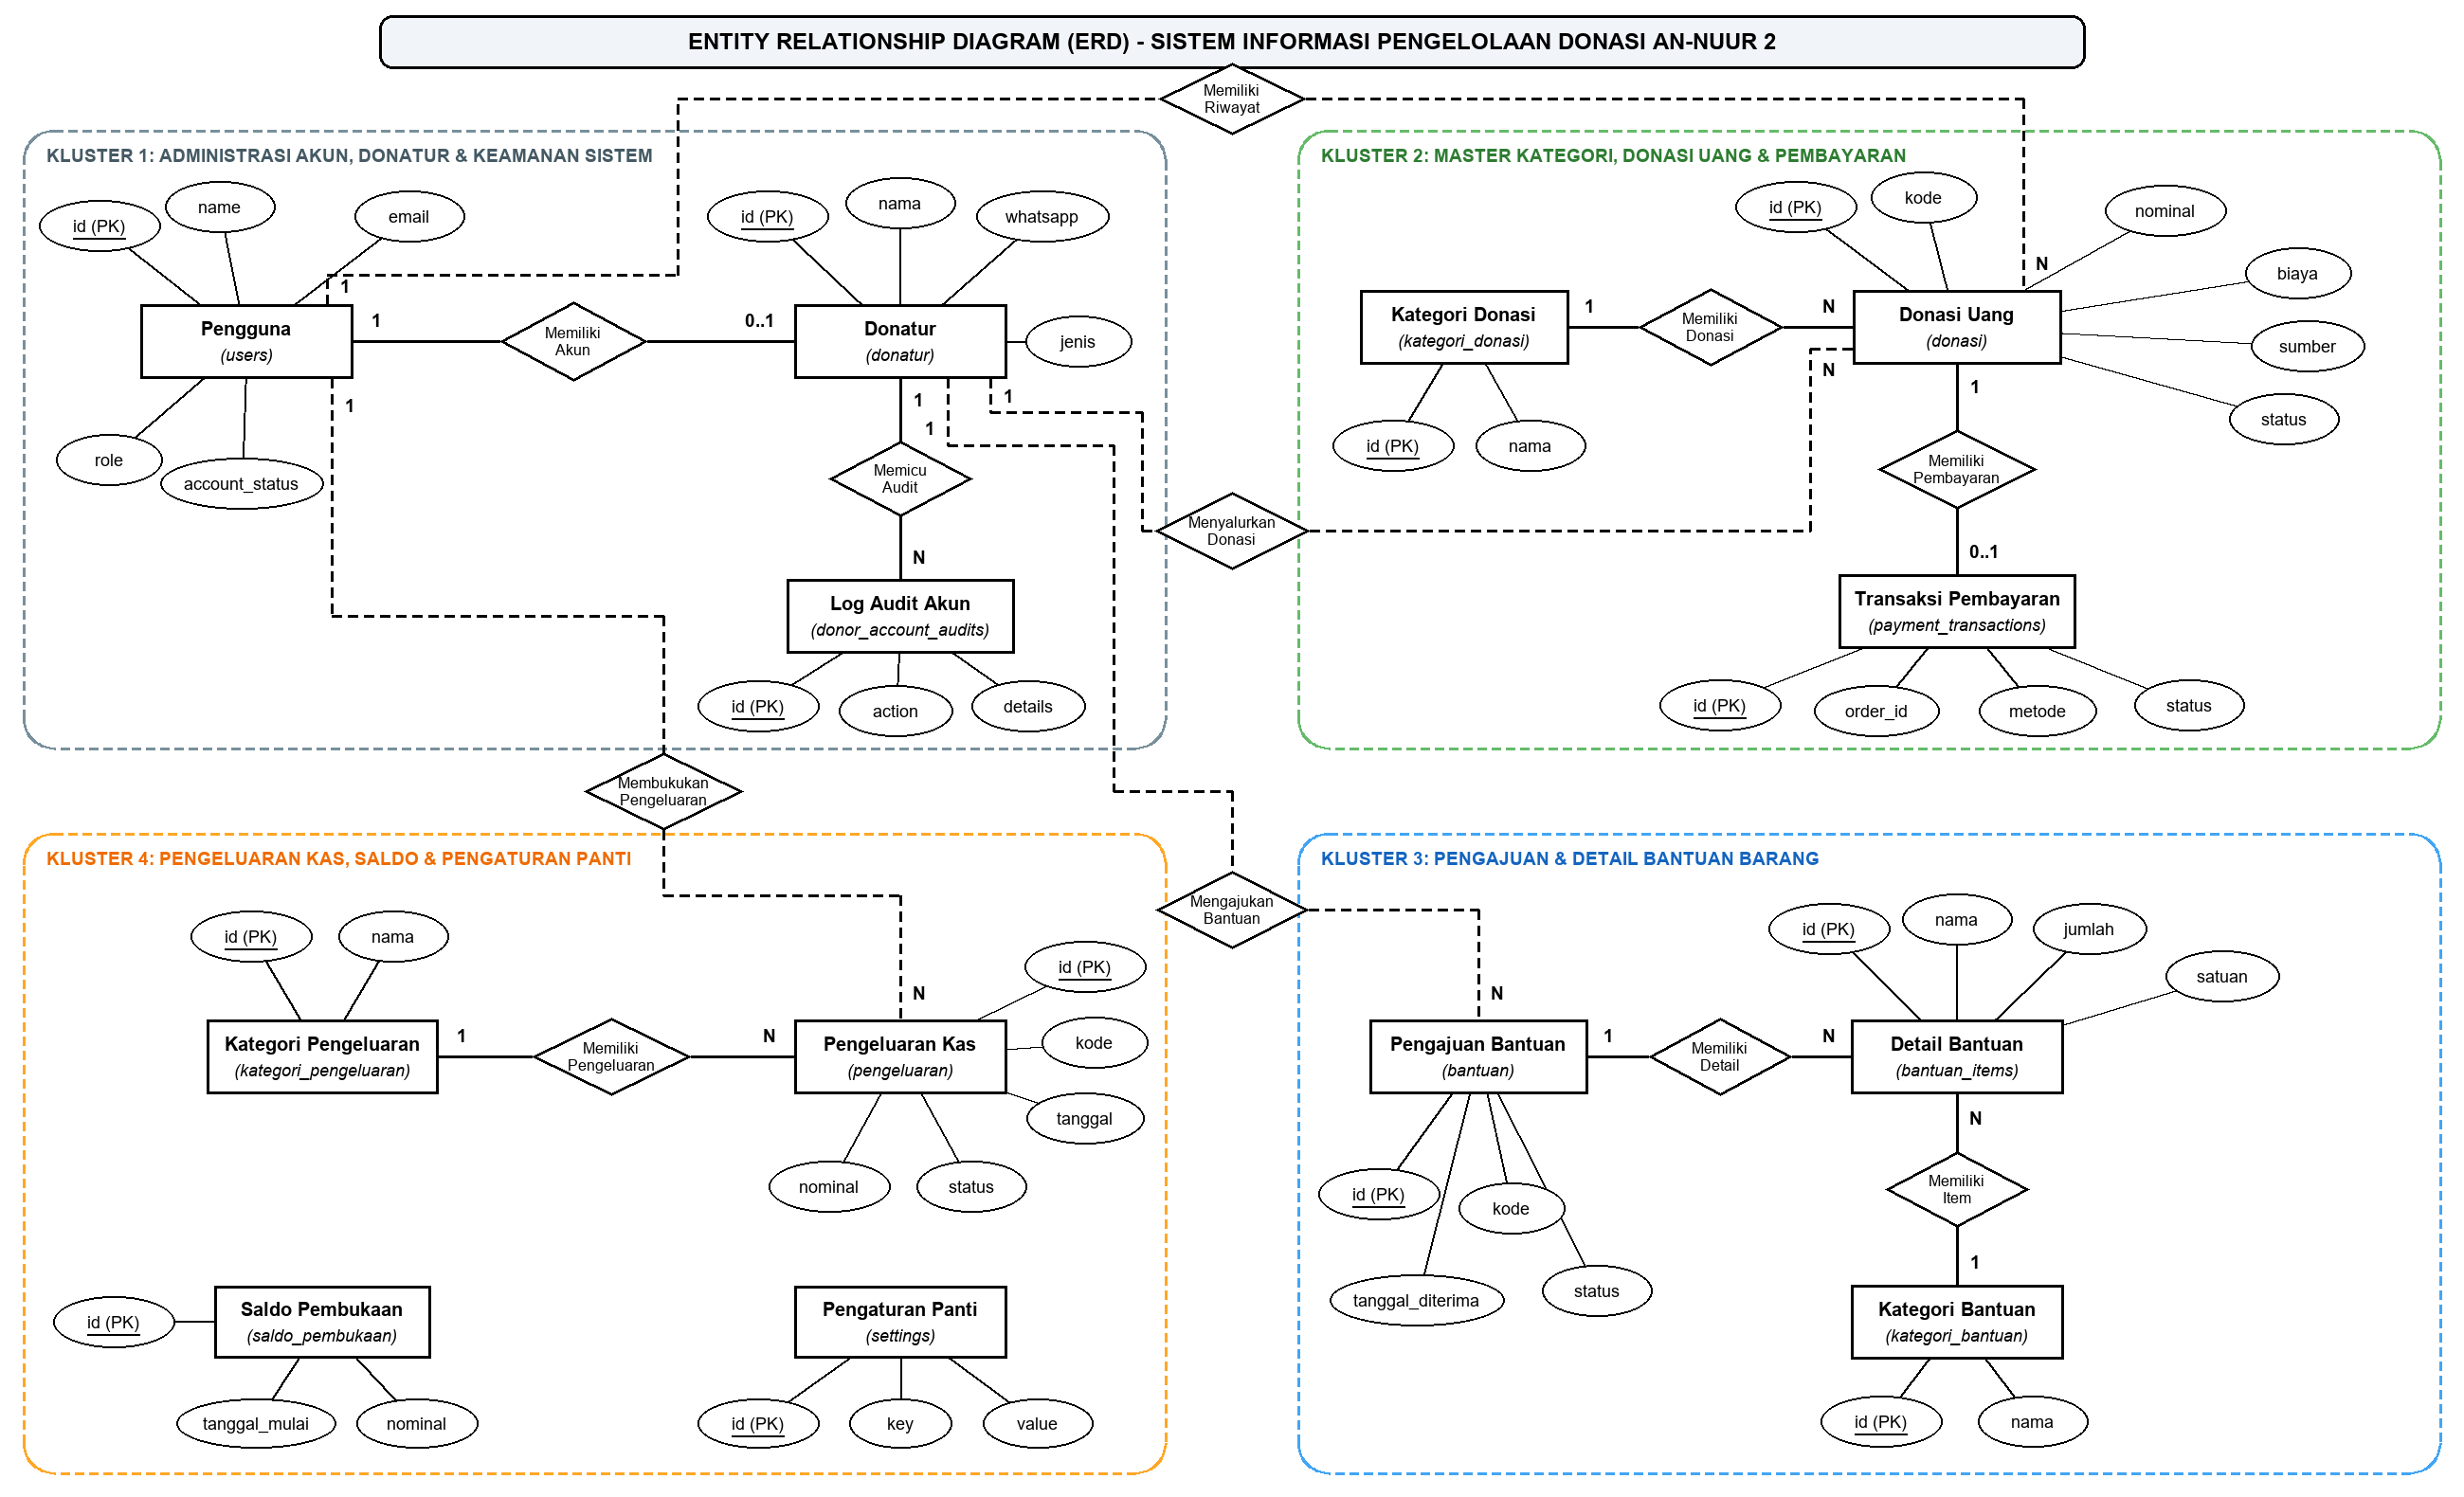 ENTITY RELATIONSHIP DIAGRAM (ERD) - SISTEM INFORMASI PENGELOLAAN DONASI AN-NUUR 2
Memiliki
Riwayat
KLUSTER 1: ADMINISTRASI AKUN, DONATUR & KEAMANAN SISTEM
id (PK)
name
email
id (PK)
nama
whatsapp
1
Pengguna
(users)
1
Memiliki
Akun
0..1
Donatur
(donatur)
jenis
1
1
1
1
role
account_status
Memicu
Audit
N
Log Audit Akun
(donor_account_audits)
id (PK)
action
details
Menyalurkan
Donasi
KLUSTER 2: MASTER KATEGORI, DONASI UANG & PEMBAYARAN
id (PK)
kode
nominal
N
biaya
Kategori Donasi
(kategori_donasi)
1
Memiliki
Donasi
N
Donasi Uang
(donasi)
sumber
N
1
status
id (PK)
nama
Memiliki
Pembayaran
0..1
Transaksi Pembayaran
(payment_transactions)
id (PK)
order_id
metode
status
Membukukan
Pengeluaran
Mengajukan
Bantuan
KLUSTER 4: PENGELUARAN KAS, SALDO & PENGATURAN PANTI
id (PK)
nama
id (PK)
N
Kategori Pengeluaran
(kategori_pengeluaran)
1
Memiliki
Pengeluaran
N
Pengeluaran Kas
(pengeluaran)
kode
tanggal
nominal
status
id (PK)
Saldo Pembukaan
(saldo_pembukaan)
Pengaturan Panti
(settings)
tanggal_mulai
nominal
id (PK)
key
value
KLUSTER 3: PENGAJUAN & DETAIL BANTUAN BARANG
id (PK)
nama
jumlah
satuan
N
Pengajuan Bantuan
(bantuan)
1
Memiliki
Detail
N
Detail Bantuan
(bantuan_items)
N
id (PK)
kode
Memiliki
Item
tanggal_diterima
status
1
Kategori Bantuan
(kategori_bantuan)
id (PK)
nama